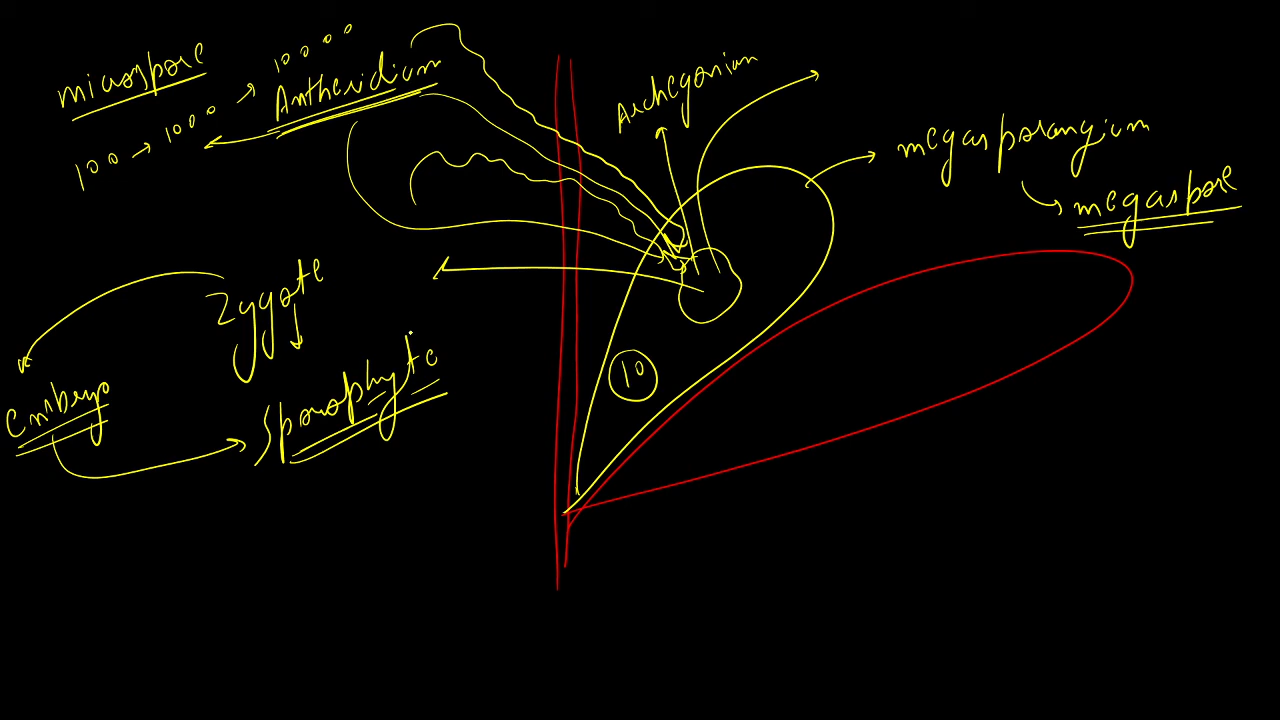 microspore
100 → 1000 → 10000
Antheridium
Archegonium
megasporangium
megaspore
Zygote
Embryo
Sporophyte
10